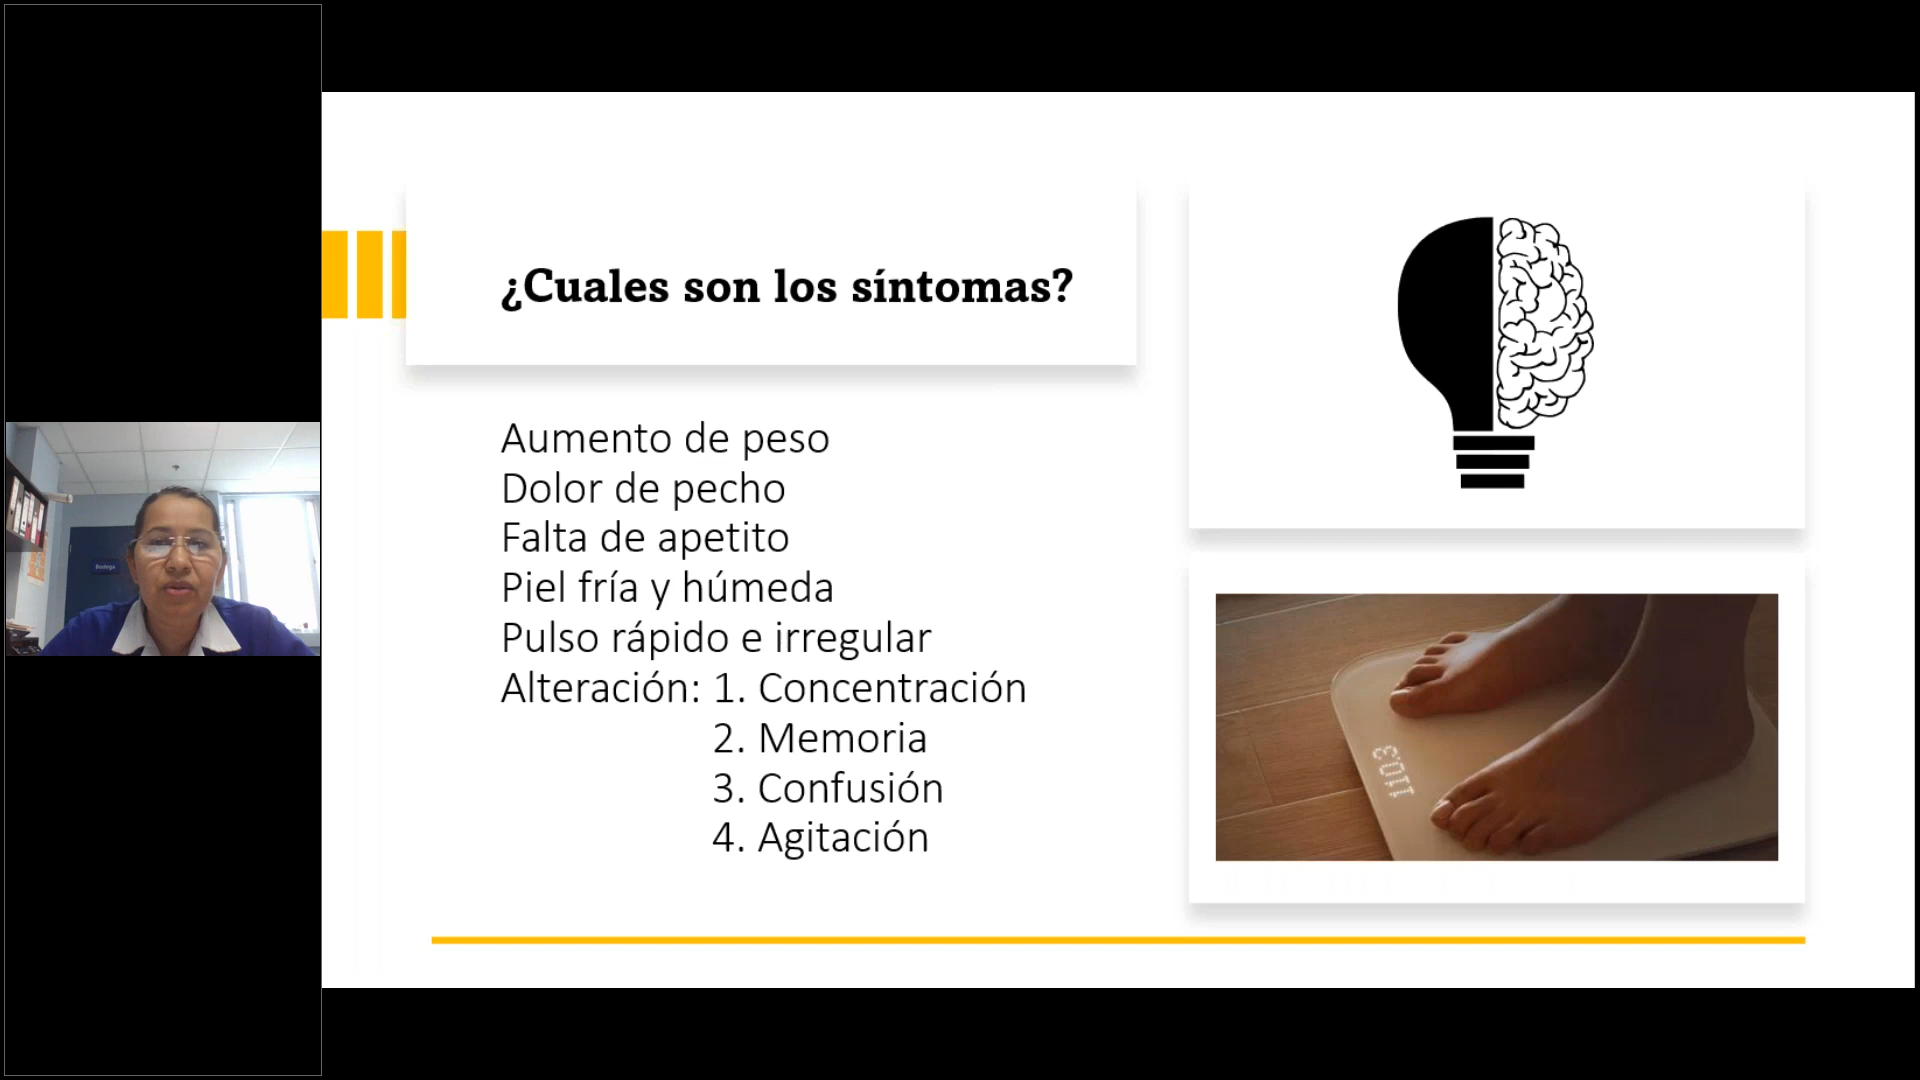 ¿Cuales son los síntomas?
Aumento de peso
Dolor de pecho
Falta de apetito
Piel fría y húmeda
Pulso rápido e irregular
Alteración: 1. Concentración
2. Memoria
3. Confusión
4. Agitación
Bodega